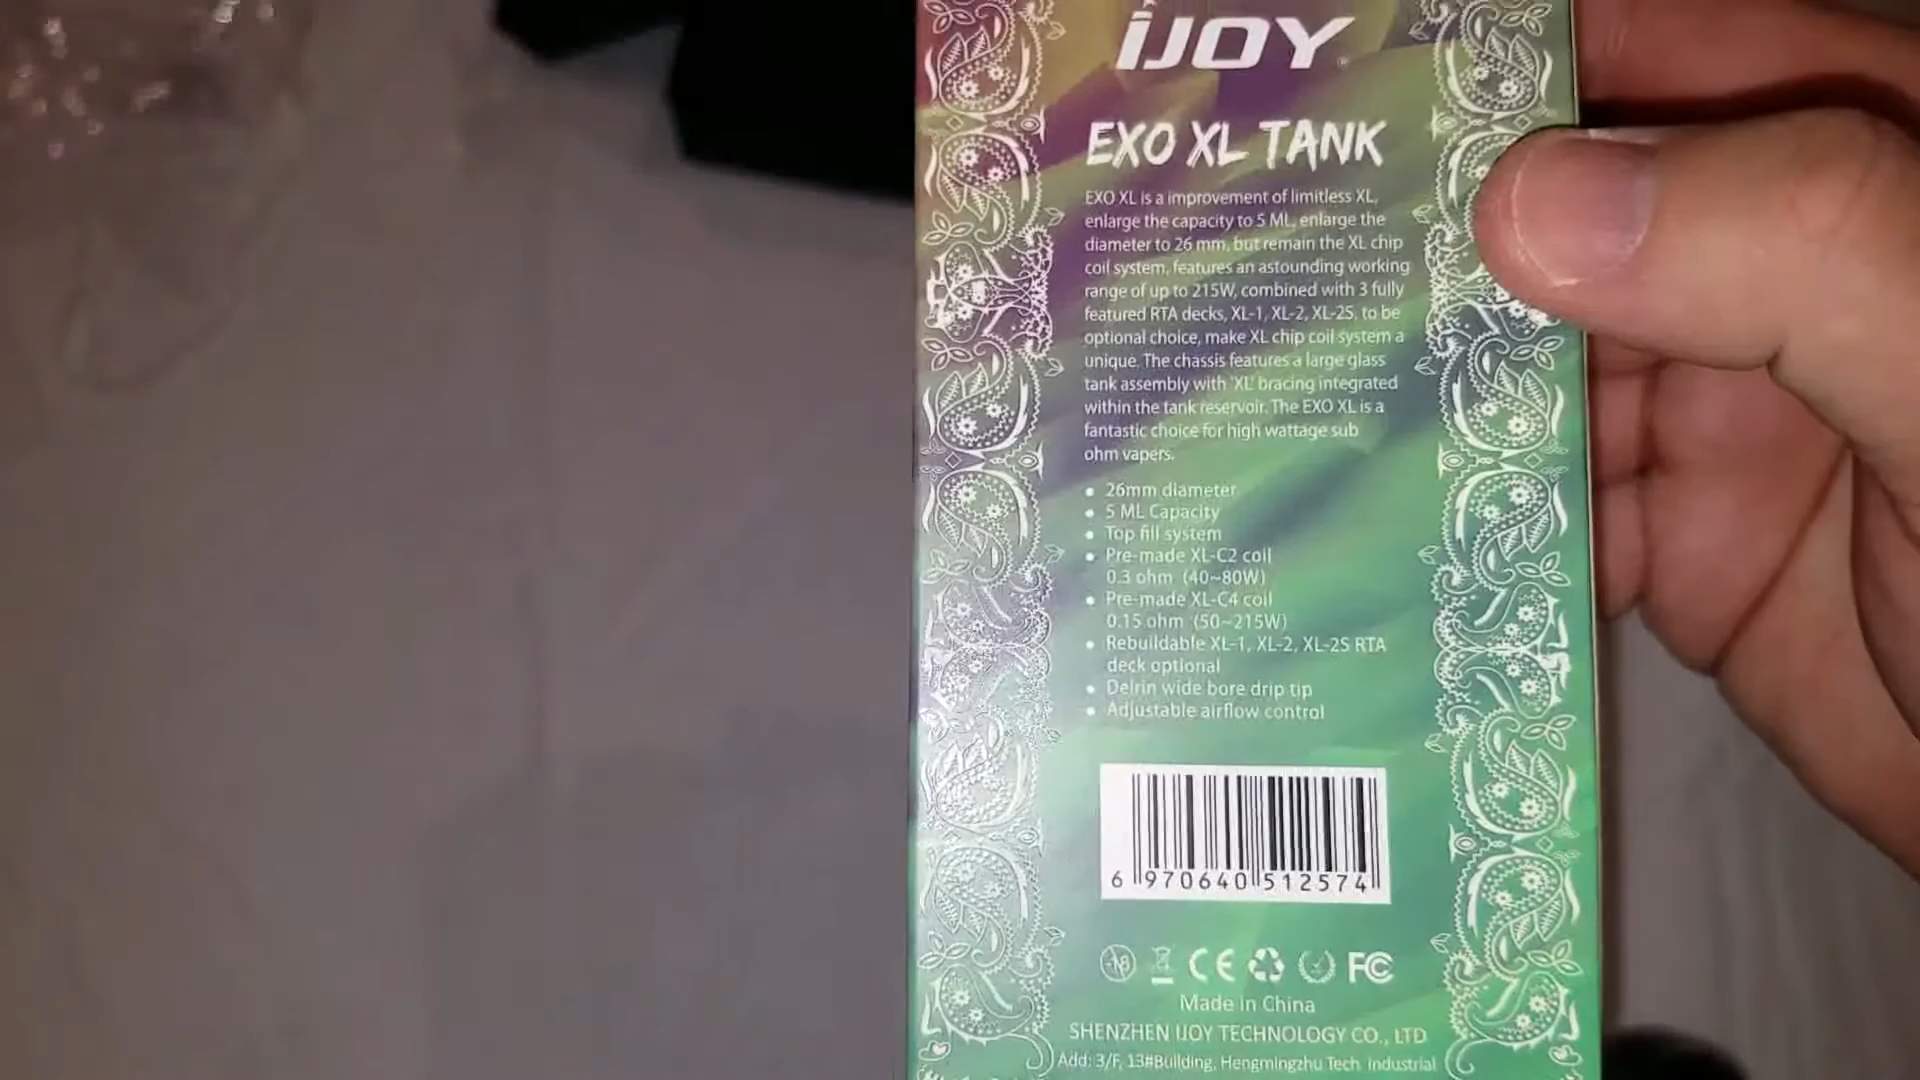 iJOY
EXO XL TANK
EXO XL is a improvement of limitless XL,
enlarge the capacity to 5 ML, enlarge the
diameter to 26 mm, but remain the XL chip
coil system, features an astounding working
range of up to 215W, combined with 3 fully
featured RTA decks, XL-1, XL-2, XL-2S, to be
optional choice, make XL chip coil system a
unique. The chassis features a large glass
tank assembly with 'XL' bracing integrated
within the tank reservoir. The EXO XL is a
fantastic choice for high wattage sub
ohm vapers.
• 26mm diameter
• 5 ML Capacity
• Top fill system
• Pre-made XL-C2 coil
0.3 ohm (40~80W)
• Pre-made XL-C4 coil
0.15 ohm (50~215W)
• Rebuildable XL-1, XL-2, XL-2S RTA
deck optional
• Delrin wide bore drip tip
• Adjustable airflow control
6 970640 512574
-18 CE FC
Made in China
SHENZHEN IJOY TECHNOLOGY CO., LTD
Add: 3/F, 13#Building, Hengmingzhu Tech. Industrial